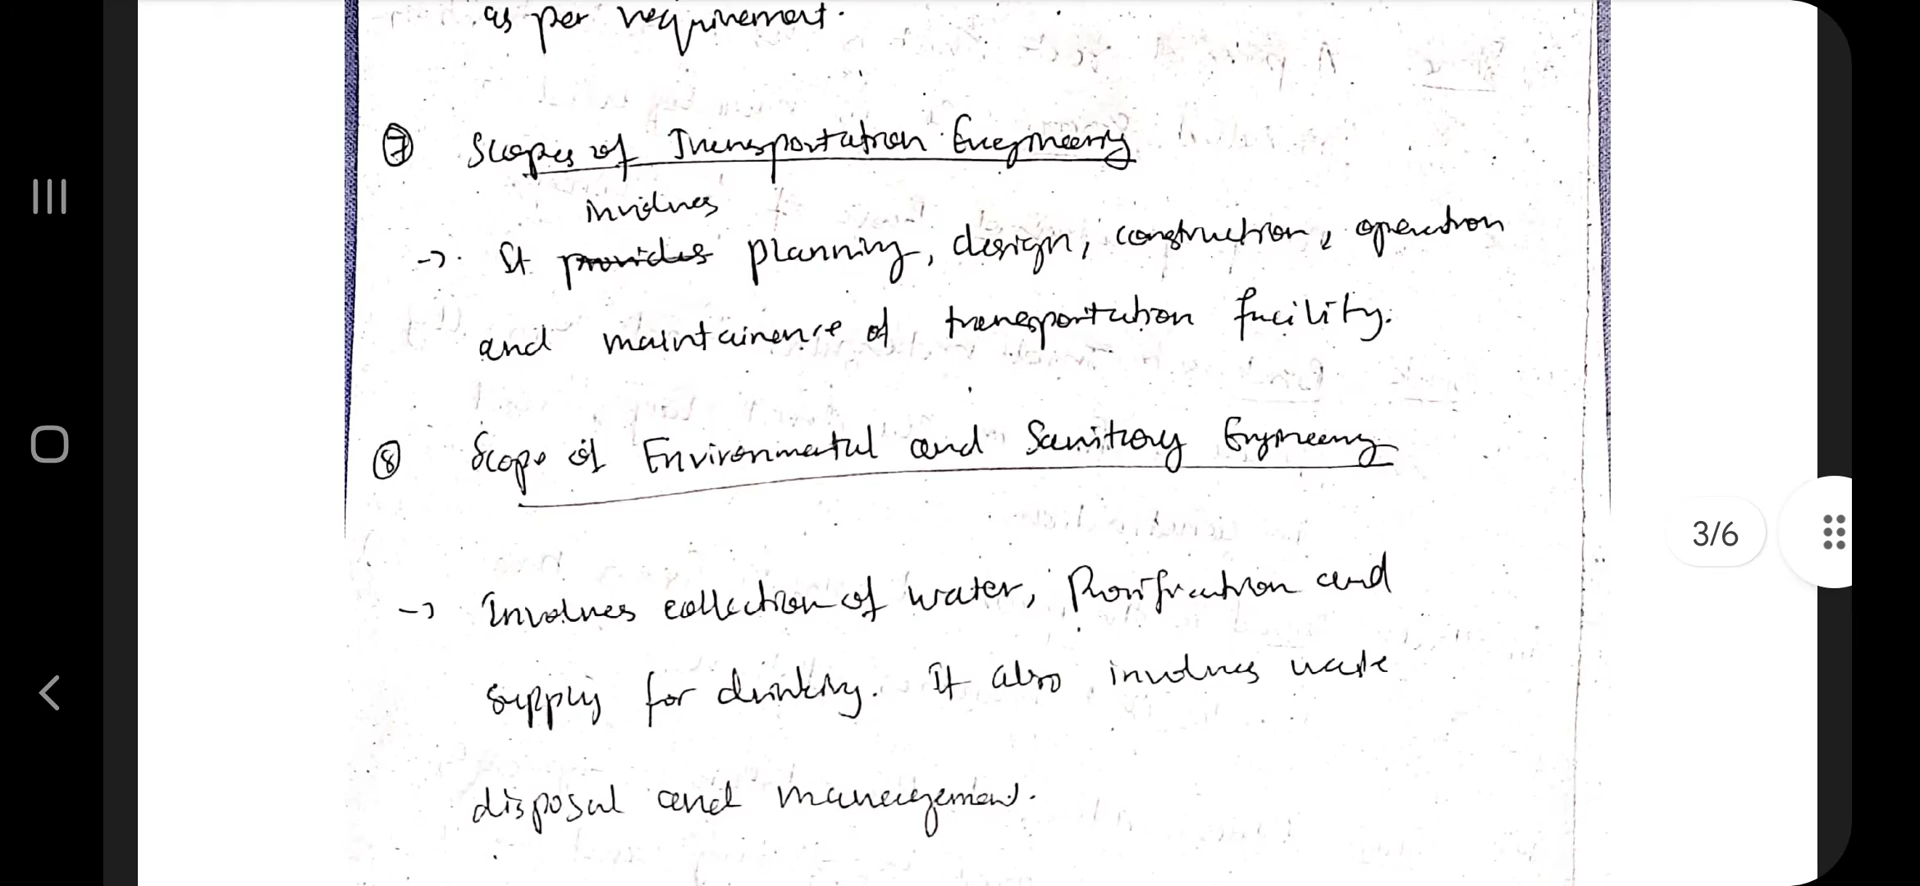 as per requirement.
⑦ Scopes of Transportation Engineering
involves
→ It provides planning, design, construction, operation
and maintainence of transportation facility.
⑧ Scope of Environmental and Sanitory Engineering
→ Involves collection of water, Purification and
supply for drinking. It also involves waste
disposal and management.
3/6